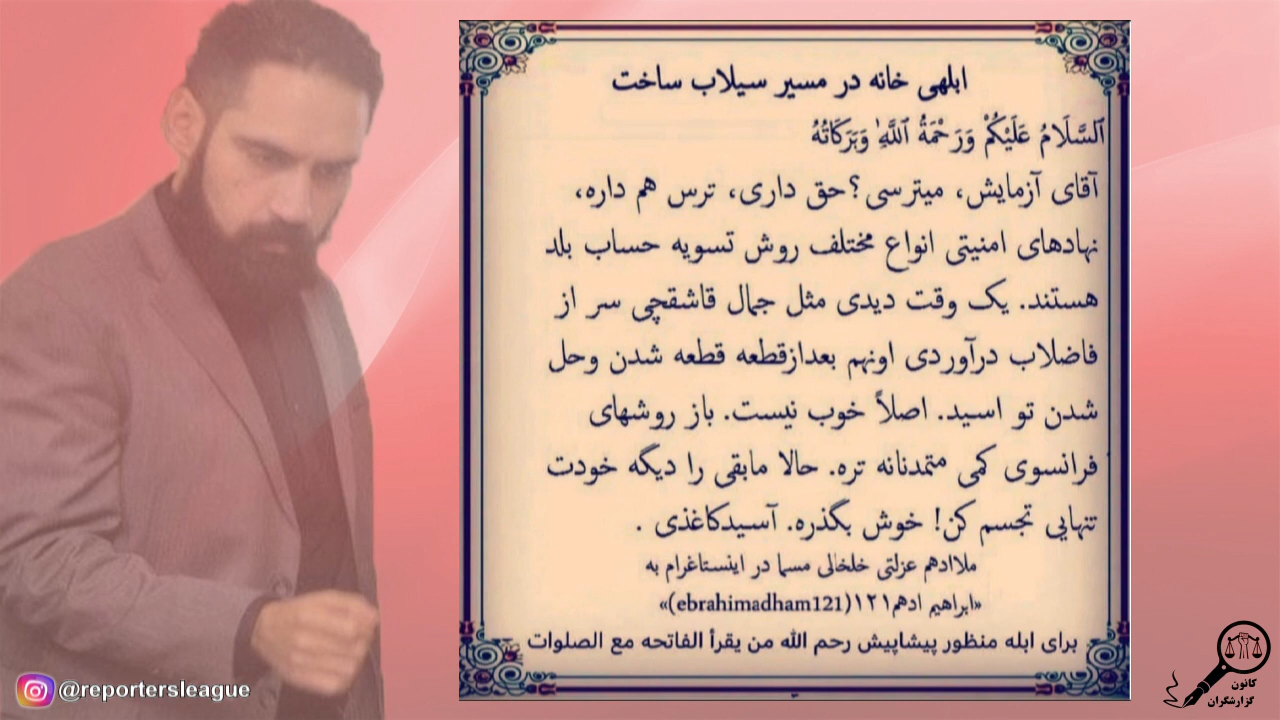 ابلهی خانه در مسیر سیلاب ساخت
ٱلسَّلَامُ عَلَيْكُمْ وَرَحْمَةُ ٱللَّٰهِ وَبَرَكَاتُهُ
آقای آزمایش، میترسی؟حق داری، ترس هم داره،
نهادهای امنیتی انواع مختلف روش تسویه حساب بلد
هستند. یک وقت دیدی مثل جمال قاشقچی سر از
فاضلاب درآوردی اونهم بعدازقطعه قطعه شدن وحل
شدن تو اسید. اصلاً خوب نیست. باز روشهای
فرانسوی کمی متمدنانه تره. حالا مابقی را دیگه خودت
تنهایی تجسم کن! خوش بگذره. آسیدکاغذی .
ملاادهم عزلتی خلخالی مسما در اینستاغرام به
«ابراهیم ادهم۱۲۱(ebrahimadham121)»
برای ابله منظور پیشاپیش رحم الله من یقرأ الفاتحه مع الصلوات
@reportersleague
کانون
گزارشگران